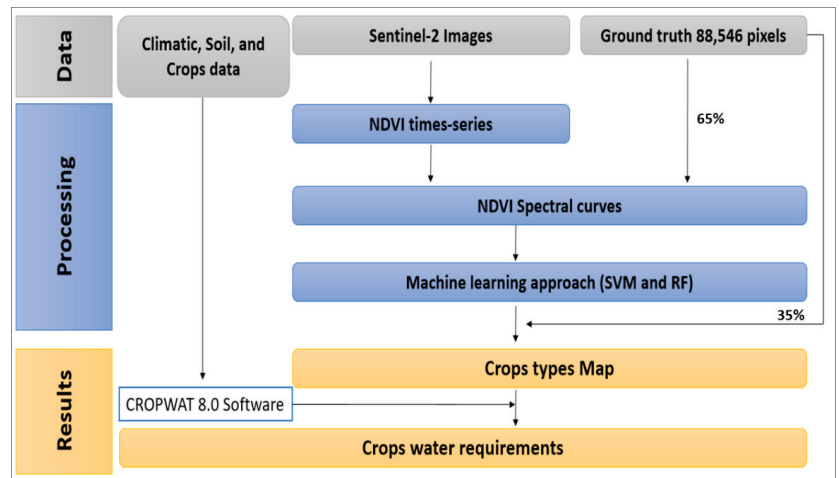 Data
Climatic, Soil, and
Crops data
Sentinel-2 Images
Ground truth 88,546 pixels
Processing
NDVI times-series
65%
NDVI Spectral curves
Machine learning approach (SVM and RF)
35%
Results
Crops types Map
CROPWAT 8.0 Software
Crops water requirements